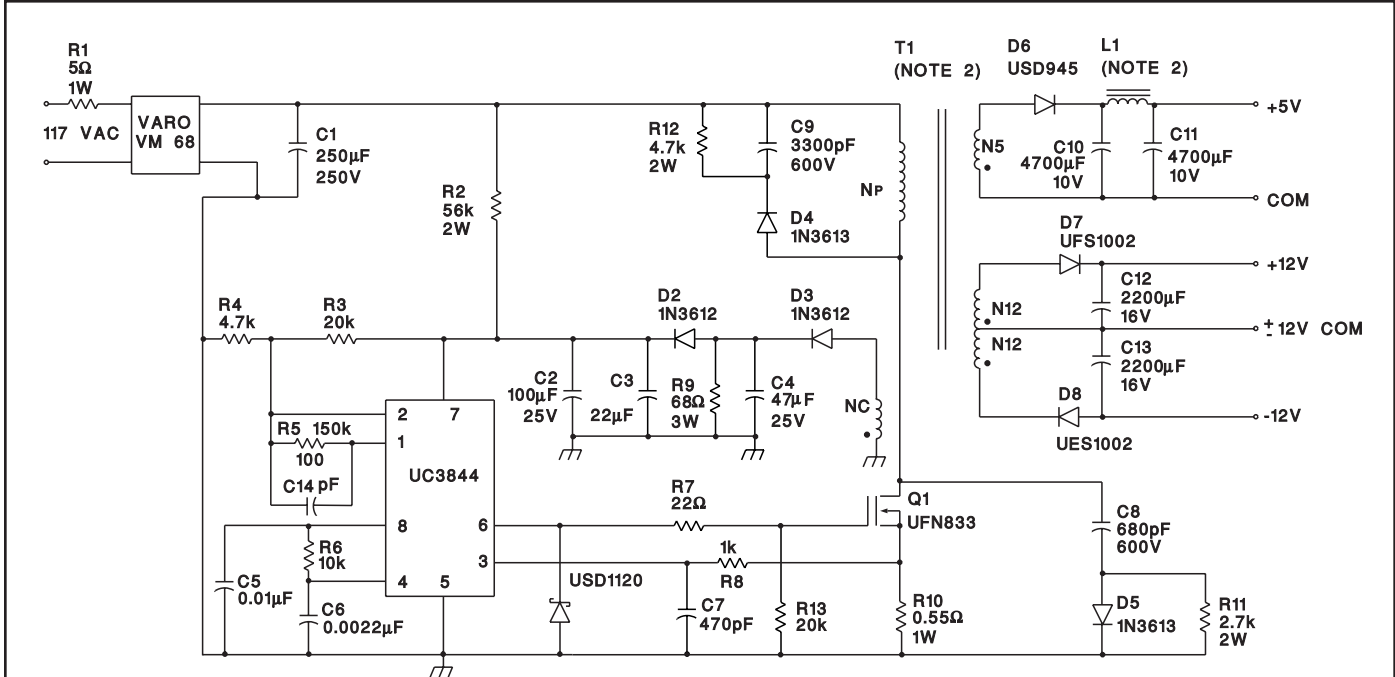 R1
5Ω
1W
117 VAC
VARO
VM 68
C1
250µF
250V
R2
56k
2W
R12
4.7k
2W
C9
3300pF
600V
D4
1N3613
NP
T1
(NOTE 2)
D6
USD945
L1
(NOTE 2)
+5V
N5
C10
4700µF
10V
C11
4700µF
10V
COM
D7
UFS1002
+12V
N12
C12
2200µF
16V
± 12V COM
N12
C13
2200µF
16V
D8
UES1002
-12V
R4
4.7k
R3
20k
D2
1N3612
D3
1N3612
C2
100µF
25V
C3
22µF
R9
68Ω
3W
C4
47µF
25V
NC
2
7
R5 150k
1
100
C14 pF
UC3844
8
6
3
4
5
R6
10k
C5
0.01µF
C6
0.0022µF
R7
22Ω
Q1
UFN833
1k
R8
USD1120
C7
470pF
R13
20k
R10
0.55Ω
1W
C8
680pF
600V
D5
1N3613
R11
2.7k
2W